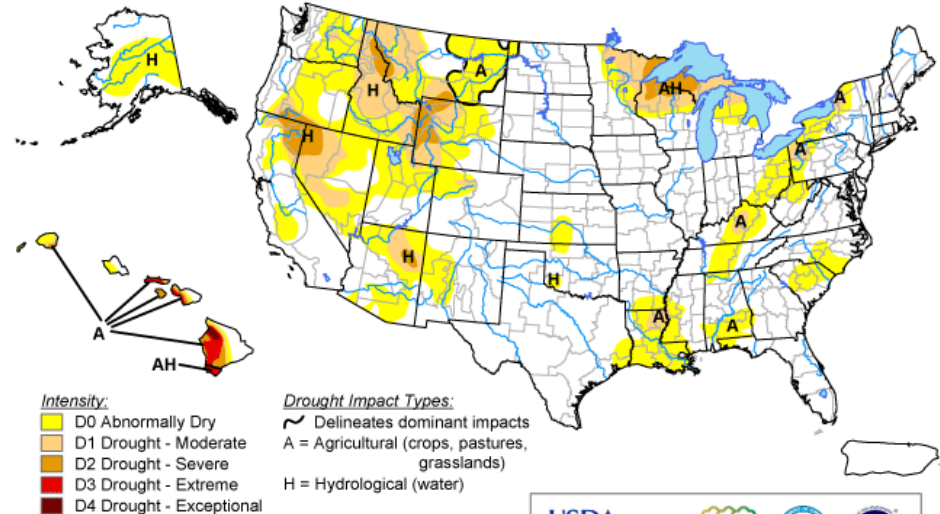 H
A
H
AH
A
H
A
A
H
H
A
A
A
A
AH
Intensity:
D0 Abnormally Dry
D1 Drought - Moderate
D2 Drought - Severe
D3 Drought - Extreme
D4 Drought - Exceptional
Drought Impact Types:
Delineates dominant impacts
A = Agricultural (crops, pastures,
grasslands)
H = Hydrological (water)
USDA